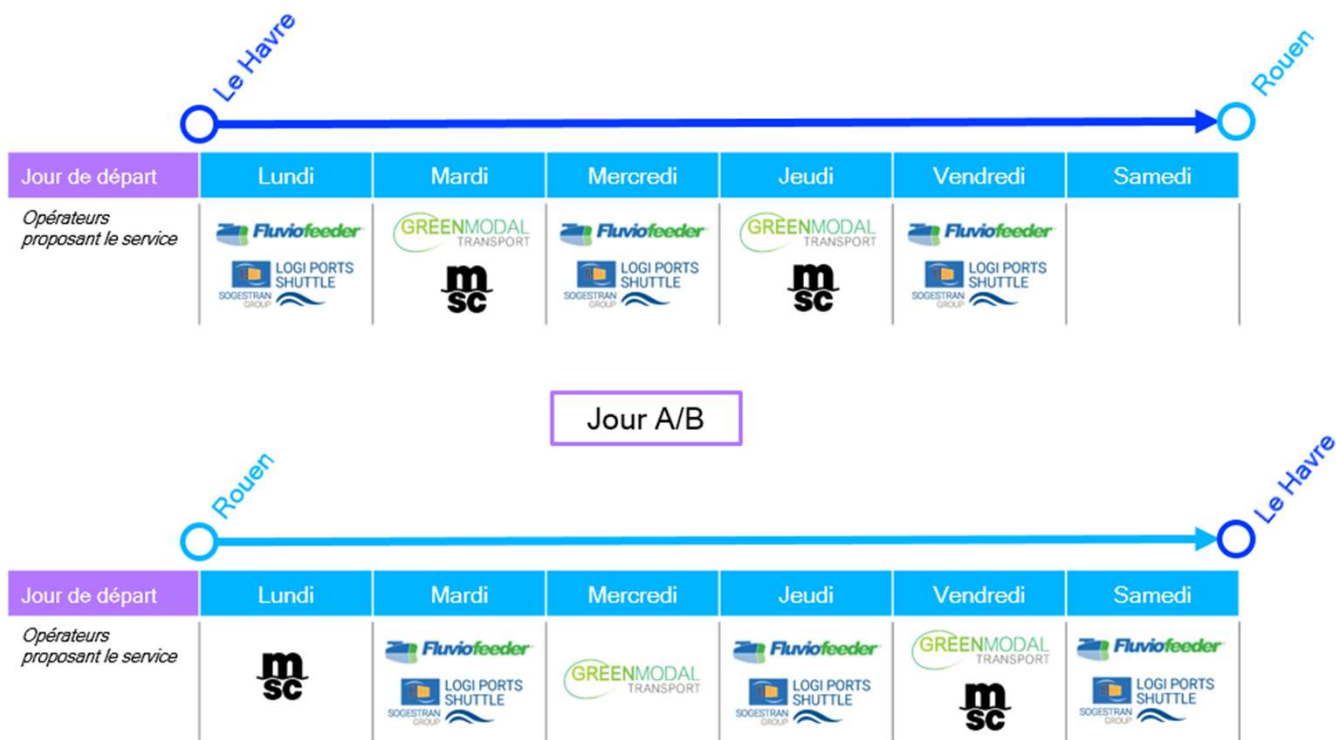 Le Havre
Rouen
Jour de départ Lundi Mardi Mercredi Jeudi Vendredi Samedi
Opérateurs
proposant le service
Fluviofeeder GREENMODAL Fluviofeeder GREENMODAL Fluviofeeder
TRANSPORT TRANSPORT
LOGI PORTS msc LOGI PORTS msc LOGI PORTS
SHUTTLE SHUTTLE SHUTTLE
SOGESTRAN SOGESTRAN SOGESTRAN
GROUP GROUP GROUP
Jour A/B
Rouen
Le Havre
Jour de départ Lundi Mardi Mercredi Jeudi Vendredi Samedi
Opérateurs
proposant le service
msc Fluviofeeder GREENMODAL Fluviofeeder GREENMODAL Fluviofeeder
TRANSPORT TRANSPORT
LOGI PORTS LOGI PORTS msc LOGI PORTS
SHUTTLE SHUTTLE SHUTTLE
SOGESTRAN SOGESTRAN SOGESTRAN
GROUP GROUP GROUP